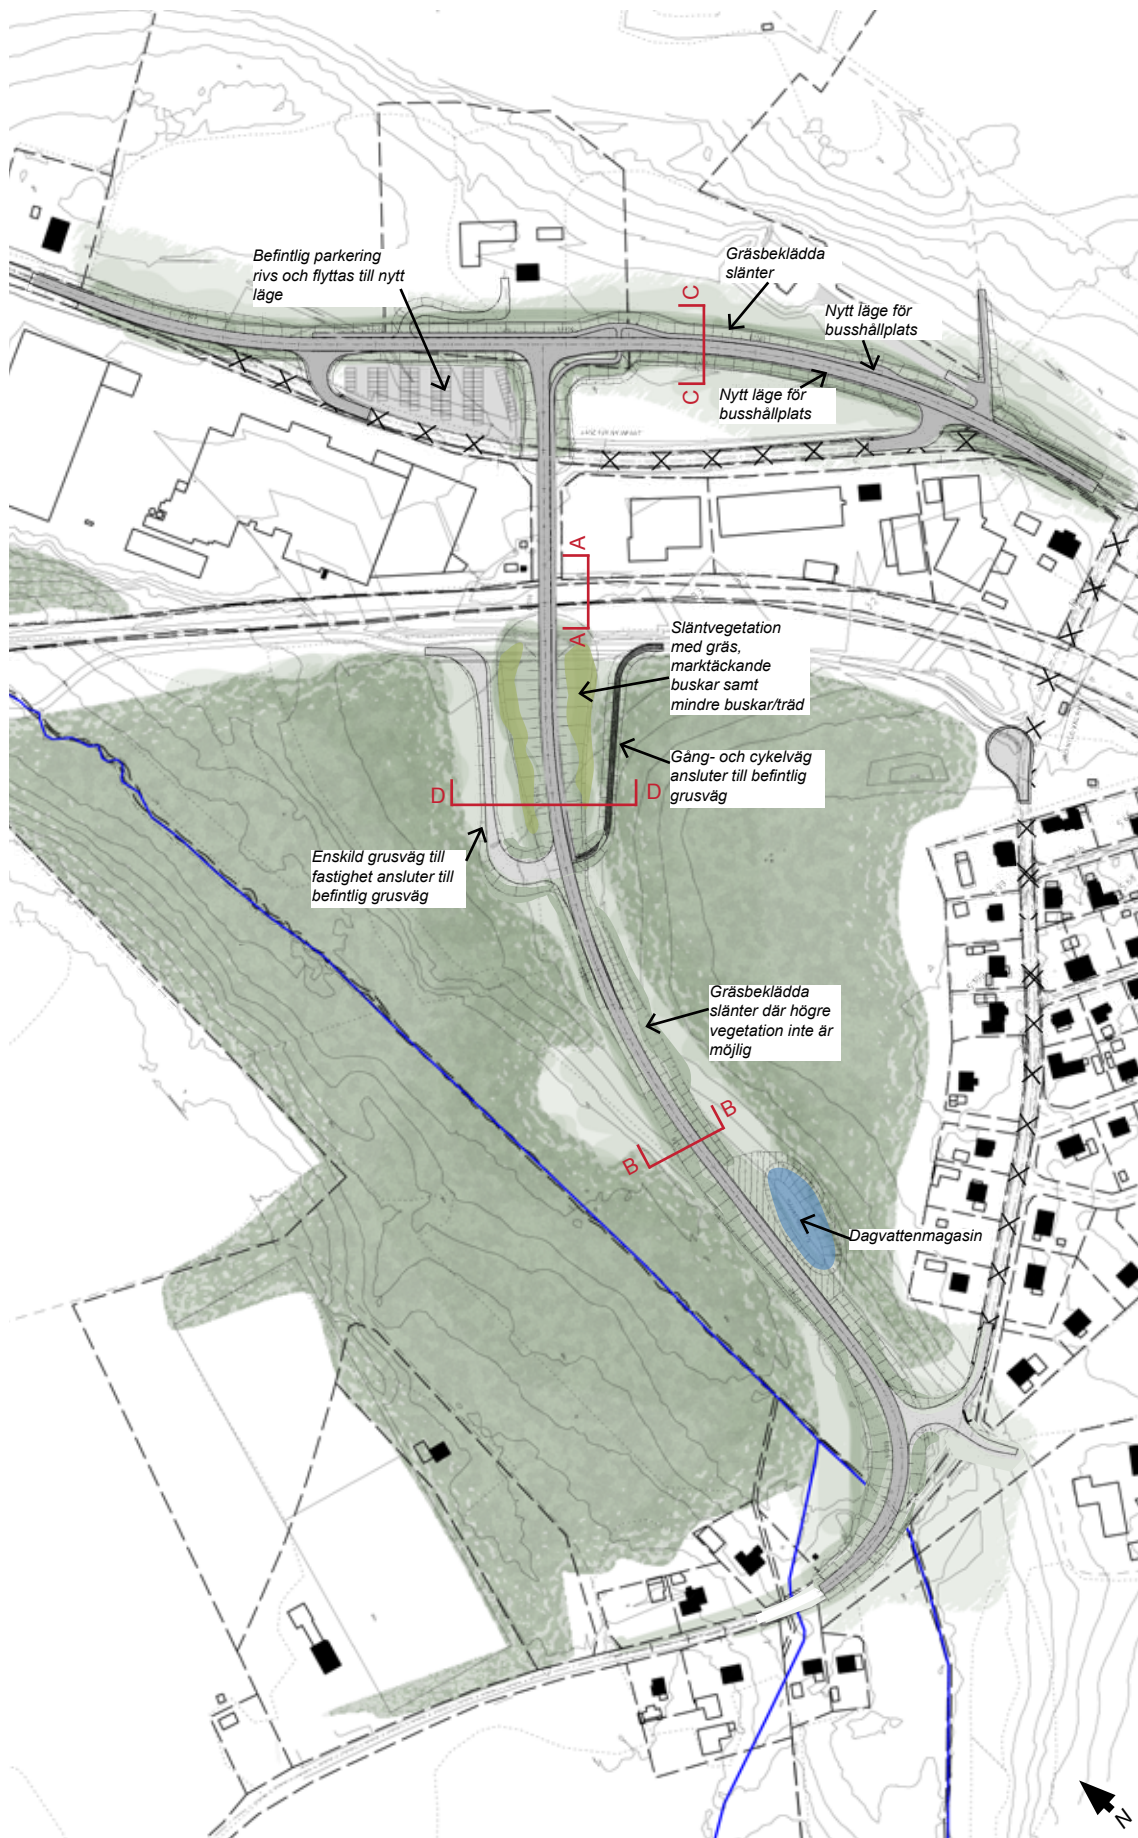 Befintlig parkering
rivs och flyttas till nytt
läge
Gräsbeklädda
slänter
C
Nytt läge för
busshållplats
C
Nytt läge för
busshållplats
A
A
Släntvegetation
med gräs,
marktäckande
buskar samt
mindre buskar/träd
Gång- och cykelväg
ansluter till befintlig
grusväg
D
D
Enskild grusväg till
fastighet ansluter till
befintlig grusväg
Gräsbeklädda
slänter där högre
vegetation inte är
möjlig
B
B
Dagvattenmagasin
N